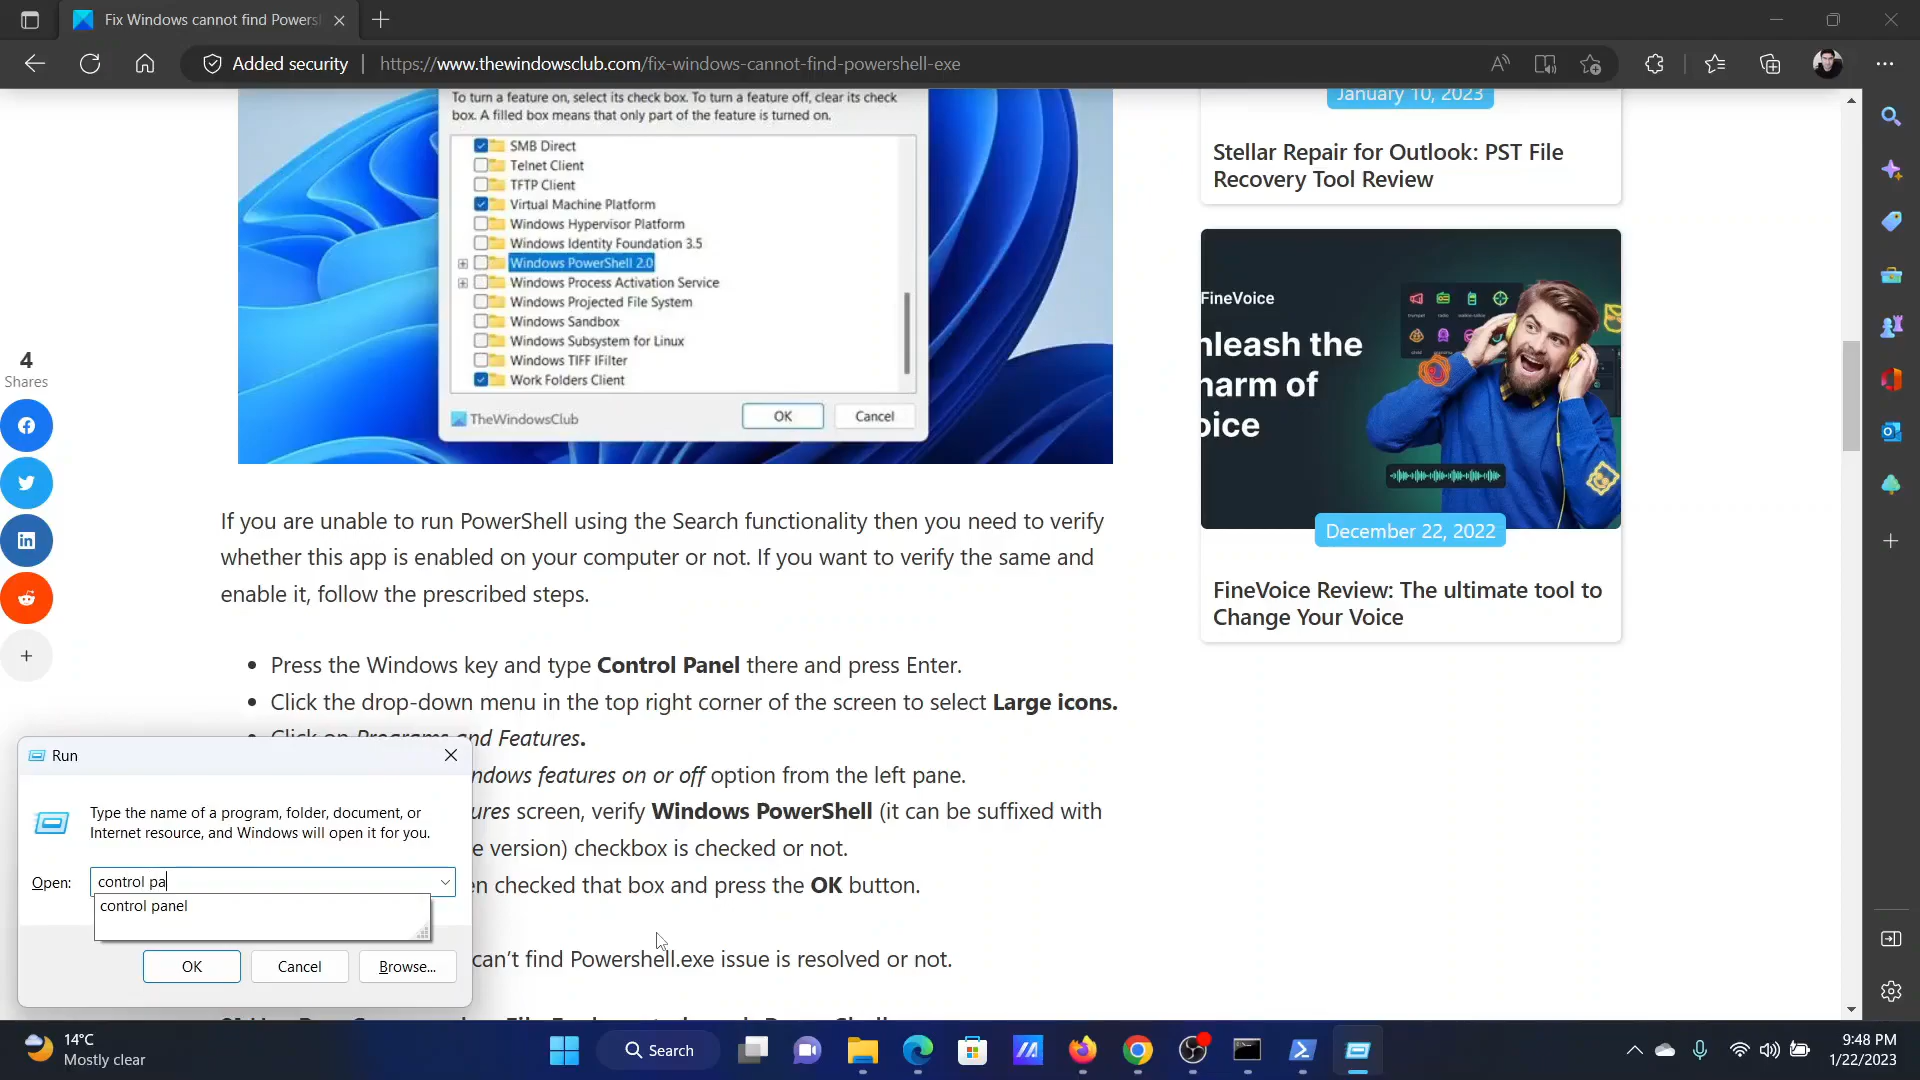 Fix Windows cannot find Powersh
Added security
https://www.thewindowsclub.com/fix-windows-cannot-find-powershell-exe
To turn a feature on, select its check box. To turn a feature off, clear its check
box. A filled box means that only part of the feature is turned on.
SMB Direct
Telnet Client
TFTP Client
Virtual Machine Platform
Windows Hypervisor Platform
Windows Identity Foundation 3.5
Windows PowerShell 2.0
Windows Process Activation Service
Windows Projected File System
Windows Sandbox
Windows Subsystem for Linux
Windows TIFF IFilter
Work Folders Client
TheWindowsClub
OK
Cancel
January 10, 2023
Stellar Repair for Outlook: PST File
Recovery Tool Review
FineVoice
nleash the
harm of
oice
December 22, 2022
FineVoice Review: The ultimate tool to
Change Your Voice
4
Shares
If you are unable to run PowerShell using the Search functionality then you need to verify
whether this app is enabled on your computer or not. If you want to verify the same and
enable it, follow the prescribed steps.
Press the Windows key and type Control Panel there and press Enter.
Click the drop-down menu in the top right corner of the screen to select Large icons.
Click on Programs and Features.
ndows features on or off option from the left pane.
ures screen, verify Windows PowerShell (it can be suffixed with
e version) checkbox is checked or not.
en checked that box and press the OK button.
can't find Powershell.exe issue is resolved or not.
Run
Type the name of a program, folder, document, or
Internet resource, and Windows will open it for you.
Open:
control pa
control panel
OK
Cancel
Browse...
14°C
Mostly clear
Search
9:48 PM
1/22/2023